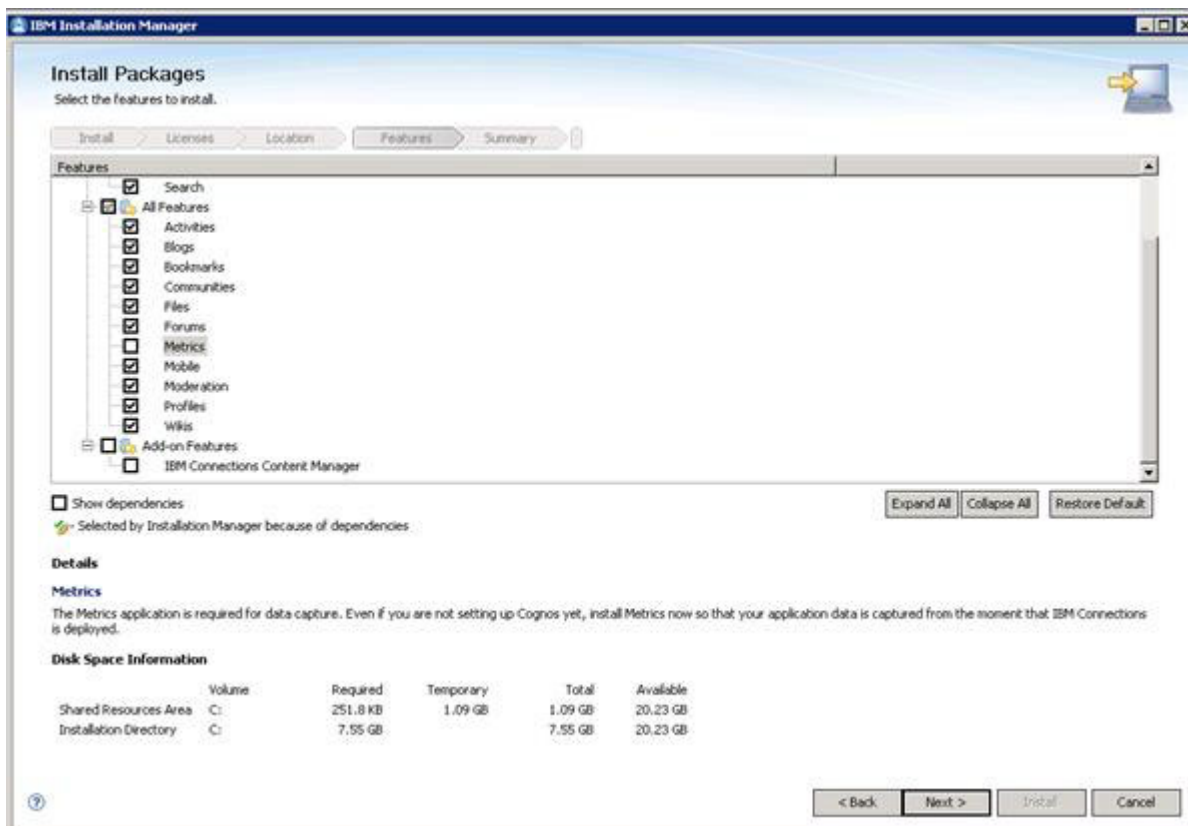 IBM Installation Manager
Install Packages
Select the features to install.
Install Licenses Location Features Summary
Features
Search
All Features
Activities
Blogs
Bookmarks
Communities
Files
Forums
Metrics
Mobile
Moderation
Profiles
Wikis
Add-on Features
IBM Connections Content Manager
Show dependencies Expand All Collapse All Restore Default
- Selected by Installation Manager because of dependencies
Details
Metrics
The Metrics application is required for data capture. Even if you are not setting up Cognos yet, install Metrics now so that your application data is captured from the moment that IBM Connections
is deployed.
Disk Space Information
Volume Required Temporary Total Available
Shared Resources Area C: 251.8 KB 1.09 GB 1.09 GB 20.23 GB
Installation Directory C: 7.55 GB 7.55 GB 20.23 GB
? < Back Next > Install Cancel